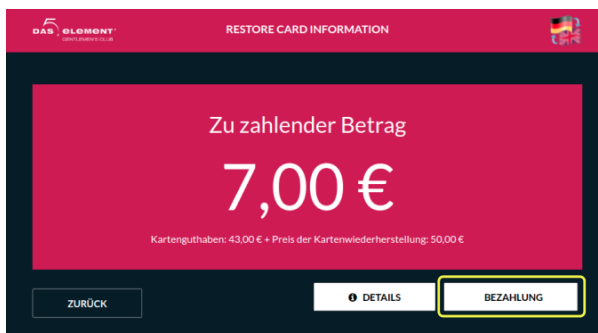 DAS 5 ELEMENT
GENTLEMEN'S CLUB
RESTORE CARD INFORMATION
Zu zahlender Betrag
7,00 €
Kartenguthaben: 43,00 € + Preis der Kartenwiederherstellung: 50,00 €
ZURÜCK
DETAILS
BEZAHLUNG